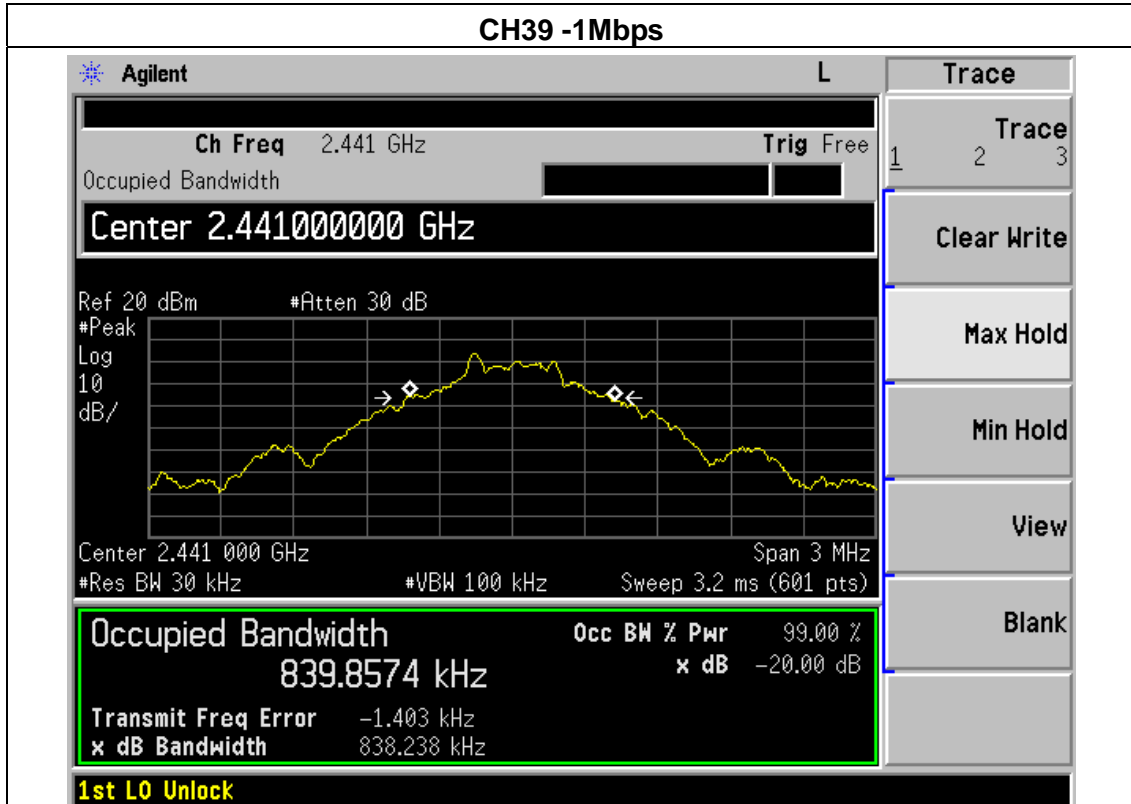 CH39 -1Mbps
Agilent L Trace
Ch Freq 2.441 GHz Trig Free
Occupied Bandwidth
Center 2.441000000 GHz
Ref 20 dBm #Atten 30 dB
#Peak
Log
10
dB/
Center 2.441 000 GHz Span 3 MHz
#Res BW 30 kHz #VBW 100 kHz Sweep 3.2 ms (601 pts)
Occupied Bandwidth Occ BW % Pwr 99.00 %
839.8574 kHz x dB -20.00 dB
Transmit Freq Error -1.403 kHz
x dB Bandwidth 838.238 kHz
1st LO Unlock
Trace
1 2 3
Clear Write
Max Hold
Min Hold
View
Blank